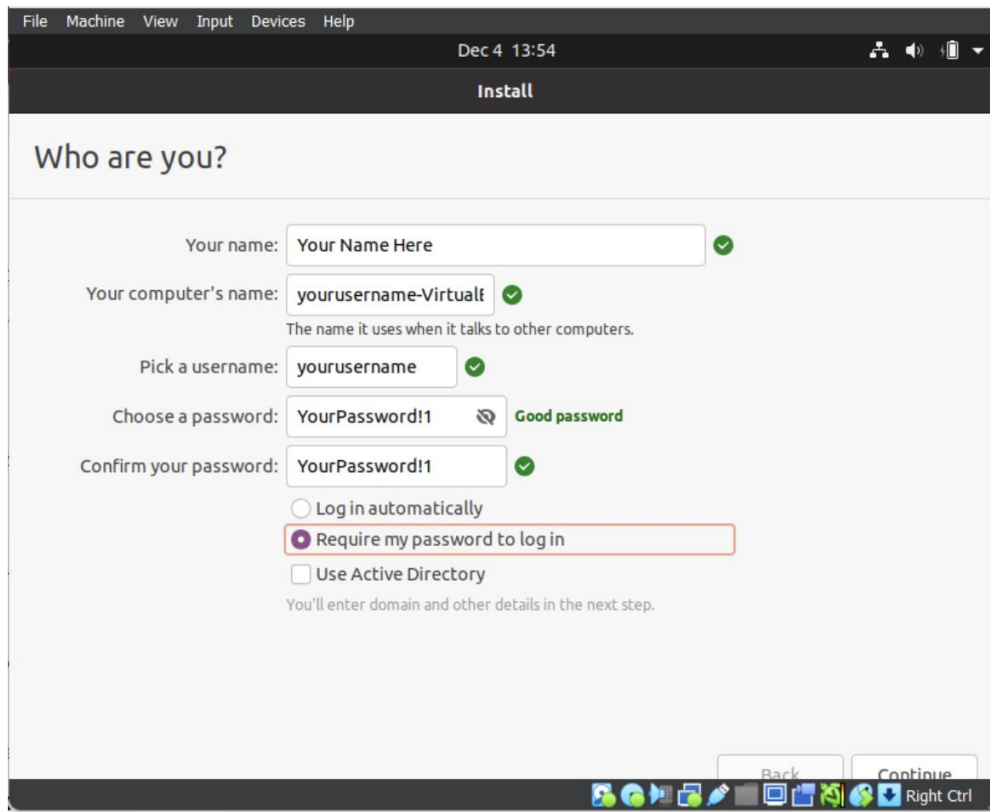 File Machine View Input Devices Help
Dec 4 13:54
Install
Who are you?
Your name: Your Name Here
Your computer's name: yourusername-Virtual
The name it uses when it talks to other computers.
Pick a username: yourusername
Choose a password: YourPassword!1 Good password
Confirm your password: YourPassword!1
Log in automatically
Require my password to log in
Use Active Directory
You'll enter domain and other details in the next step.
Back Continue
Right Ctrl